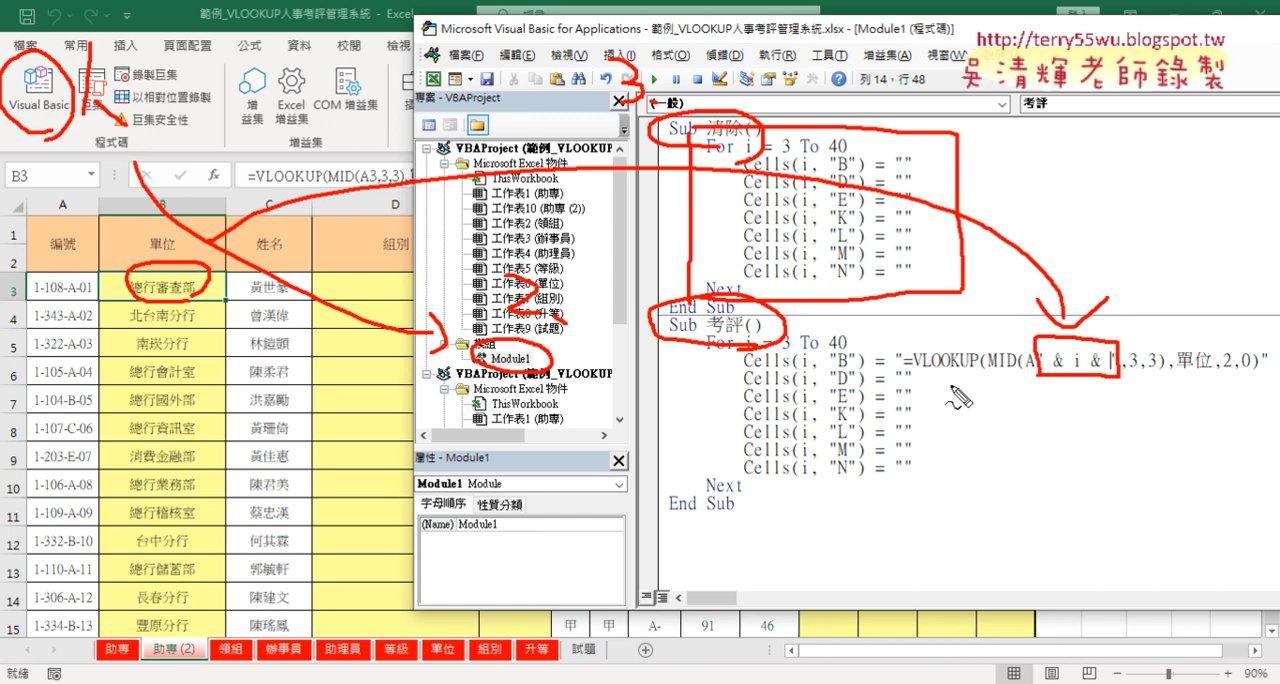 範例_VLOOKUP人事考評管理系統.xlsx - Excel
檔案 常用 插入 頁面配置 公式 資料 校閱 檢視
Visual Basic
巨集
錄製巨集
以相對位置錄製
巨集安全性
程式碼
增益集
Excel 增益集
COM 增益集
增益集
B3
=VLOOKUP(MID(A3,3,3),
A B C D
1 編號 單位 姓名 組別
2
3 1-108-A-01 總行審查部 黃世豪
4 1-343-A-02 北台南分行 曾漢偉
5 1-322-A-03 南崁分行 林鎧頤
6 1-105-A-04 總行會計室 陳柔君
7 1-104-B-05 總行國外部 洪嘉勵
8 1-107-C-06 總行資訊室 黃珊倚
9 1-203-E-07 消費金融部 黃佳惠
10 1-106-A-08 總行業務部 陳君美
11 1-109-A-09 總行稽核室 蔡忠漢
12 1-332-B-10 台中分行 何其霖
13 1-110-A-11 總行儲蓄部 郭毓軒
14 1-306-A-12 長春分行 陳建文
15 1-334-B-13 豐原分行 陳瑤鳳 甲 甲 A- 91 46
助專 助專 (2) 領組 辦事員 助理員 等級 單位 組別 升等 試題
就緒
90%
Microsoft Visual Basic for Applications - 範例_VLOOKUP人事考評管理系統.xlsx - [Module1 (程式碼)]
檔案(F) 編輯(E) 檢視(V) 插入(I) 格式(O) 偵錯(D) 執行(R) 工具(T) 增益集(A) 視窗(W)
列 14，行 48
http://terry55wu.blogspot.tw
吳清輝老師錄製
專案 - VBAProject
VBAProject (範例_VLOOKUP
Microsoft Excel 物件
ThisWorkbook
工作表1 (助專)
工作表10 (助專 (2))
工作表2 (領組)
工作表3 (辦事員)
工作表4 (助理員)
工作表5 (等級)
工作表6 (單位)
工作表7 (組別)
工作表8 (升等)
工作表9 (試題)
模組
Module1
VBAProject (範例_VLOOKUP
Microsoft Excel 物件
ThisWorkbook
工作表1 (助專)
屬性 - Module1
Module1 Module
字母順序 性質分類
(Name) Module1
(一般) 考評
Sub 清除()
For i = 3 To 40
Cells(i, "B") = ""
Cells(i, "D") = ""
Cells(i, "E") = ""
Cells(i, "K") = ""
Cells(i, "L") = ""
Cells(i, "M") = ""
Cells(i, "N") = ""
Next
End Sub
Sub 考評()
For i = 3 To 40
Cells(i, "B") = "=VLOOKUP(MID(A" & i & ",3,3),單位,2,0)"
Cells(i, "D") = ""
Cells(i, "E") = ""
Cells(i, "K") = ""
Cells(i, "L") = ""
Cells(i, "M") = ""
Cells(i, "N") = ""
Next
End Sub